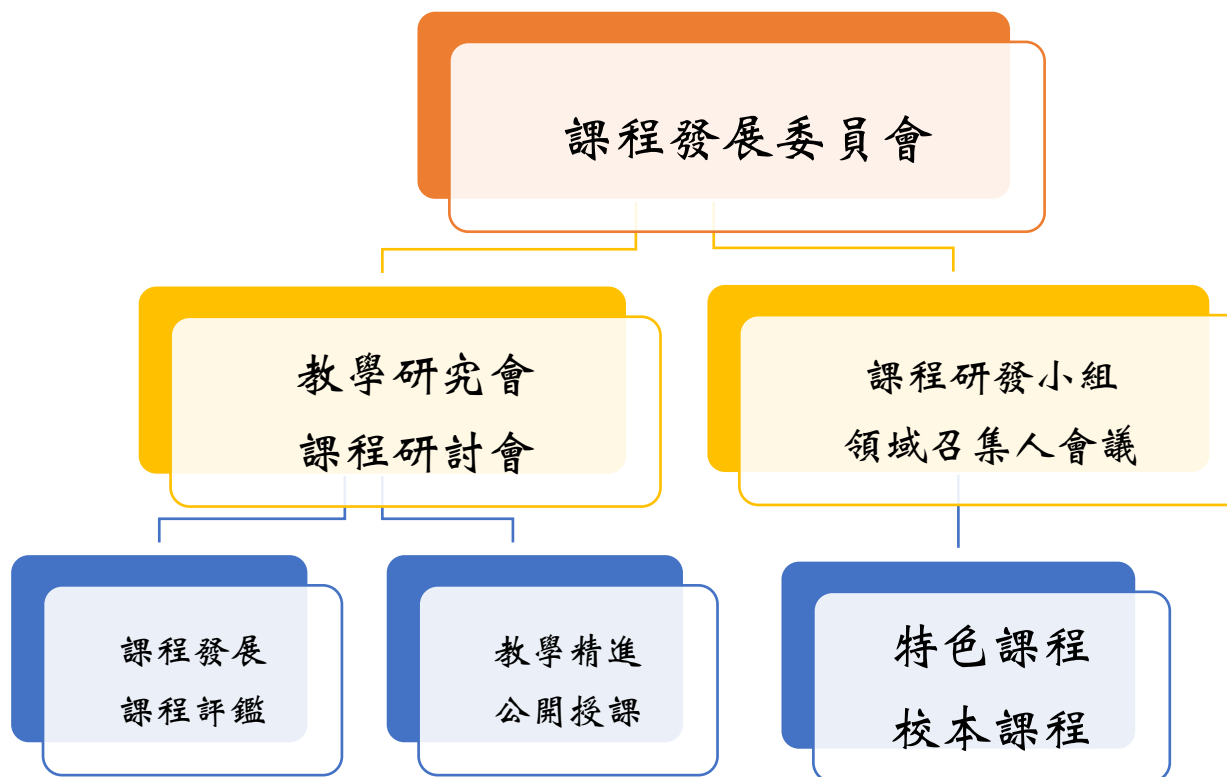 課程發展委員會
教學研究會
課程研討會
課程研發小組
領域召集人會議
課程發展
課程評鑑
教學精進
公開授課
特色課程
校本課程